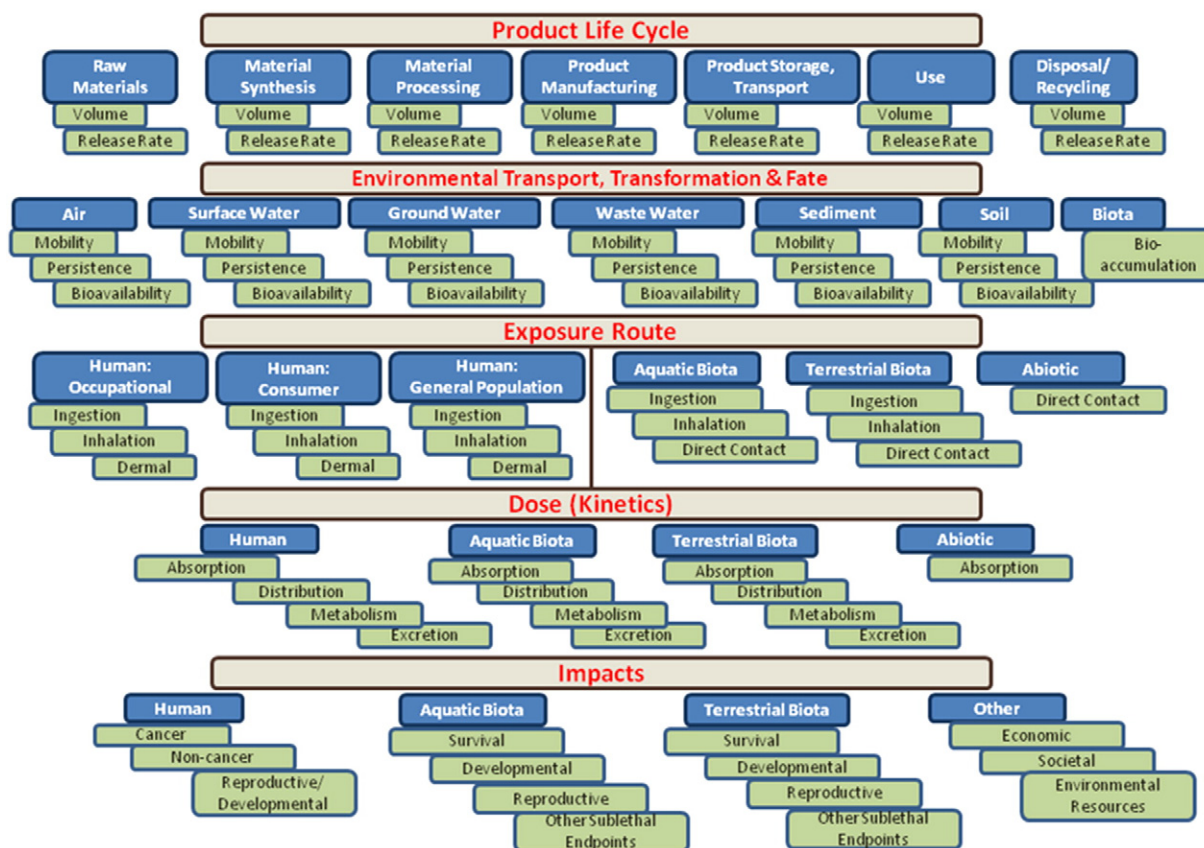 Product Life Cycle
Raw
Materials
Volume
Release Rate
Material
Synthesis
Volume
Release Rate
Material
Processing
Volume
Release Rate
Product
Manufacturing
Volume
Release Rate
Product Storage,
Transport
Volume
Release Rate
Use
Volume
Release Rate
Disposal/
Recycling
Volume
Release Rate
Environmental Transport, Transformation & Fate
Air
Mobility
Persistence
Bioavailability
Surface Water
Mobility
Persistence
Bioavailability
Ground Water
Mobility
Persistence
Bioavailability
Waste Water
Mobility
Persistence
Bioavailability
Sediment
Mobility
Persistence
Bioavailability
Soil
Mobility
Persistence
Bioavailability
Biota
Bio-
accumulation
Exposure Route
Human:
Occupational
Ingestion
Inhalation
Dermal
Human:
Consumer
Ingestion
Inhalation
Dermal
Human:
General Population
Ingestion
Inhalation
Dermal
Aquatic Biota
Ingestion
Inhalation
Direct Contact
Terrestrial Biota
Ingestion
Inhalation
Direct Contact
Abiotic
Direct Contact
Dose (Kinetics)
Human
Absorption
Distribution
Metabolism
Excretion
Aquatic Biota
Absorption
Distribution
Metabolism
Excretion
Terrestrial Biota
Absorption
Distribution
Metabolism
Excretion
Abiotic
Absorption
Impacts
Human
Cancer
Non-cancer
Reproductive/
Developmental
Aquatic Biota
Survival
Developmental
Reproductive
Other Sublethal
Endpoints
Terrestrial Biota
Survival
Developmental
Reproductive
Other Sublethal
Endpoints
Other
Economic
Societal
Environmental
Resources